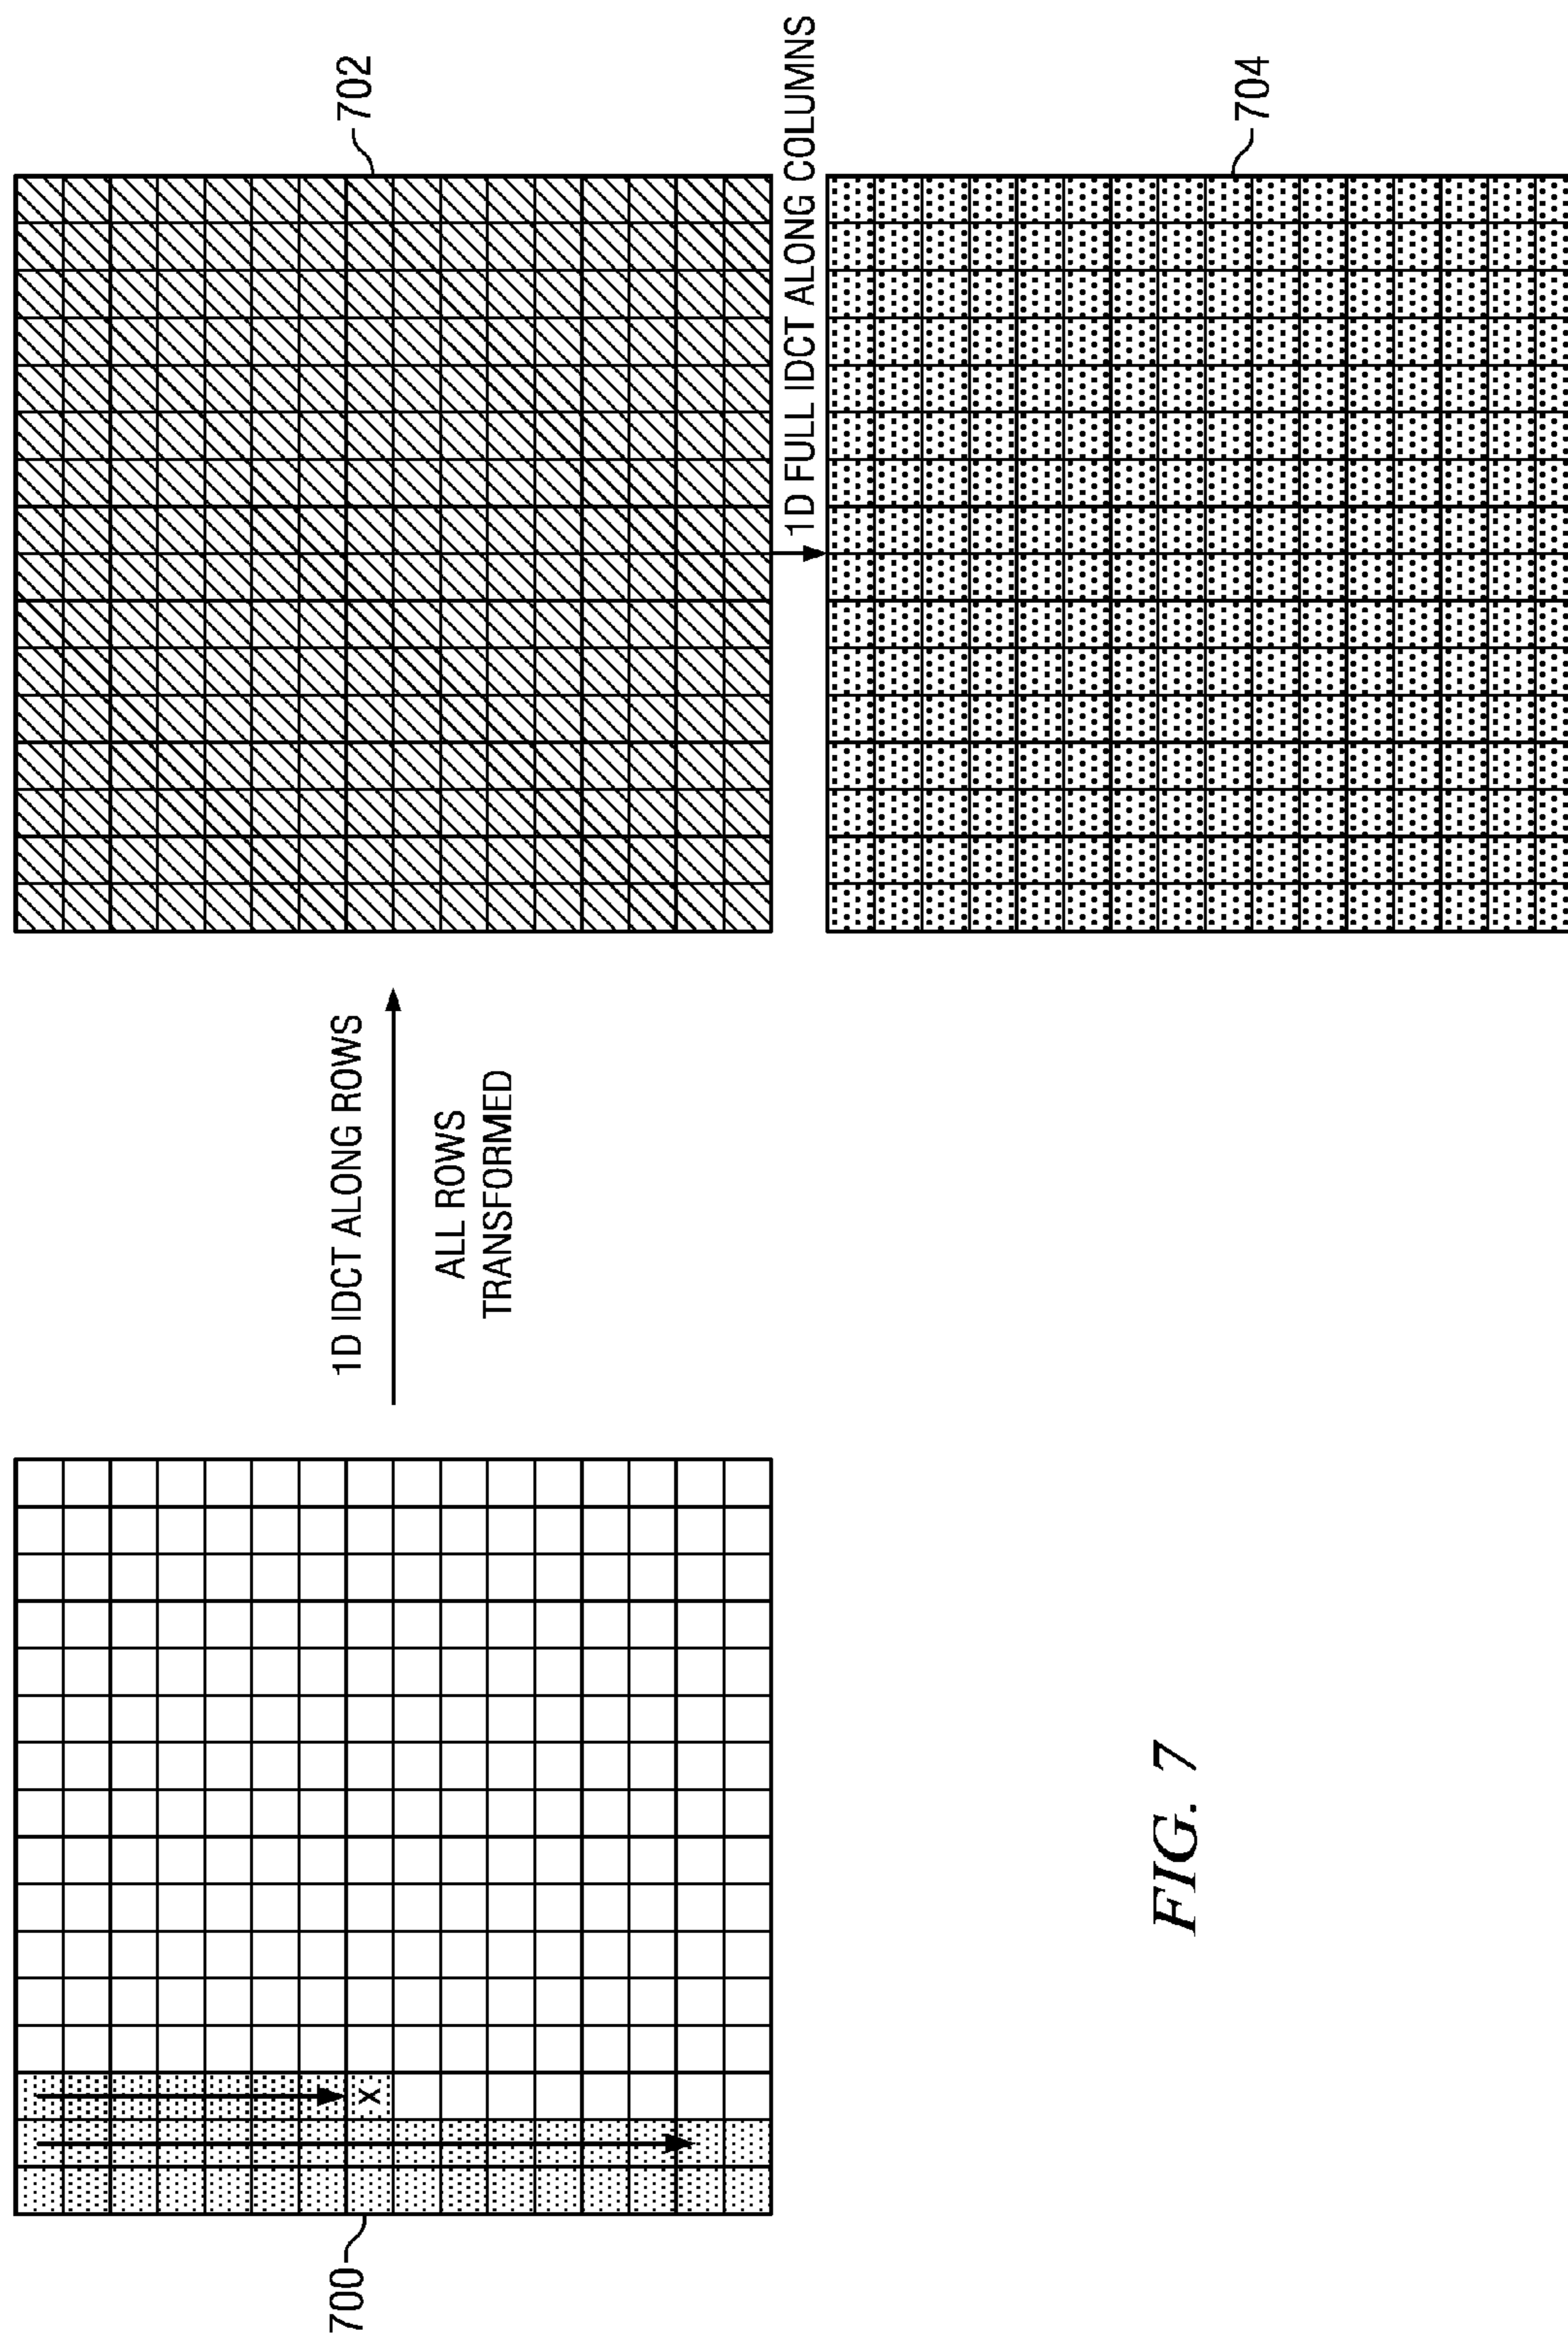 700
X
1D IDCT ALONG ROWS
ALL ROWS
TRANSFORMED
702
1D FULL IDCT ALONG COLUMNS
704
FIG. 7